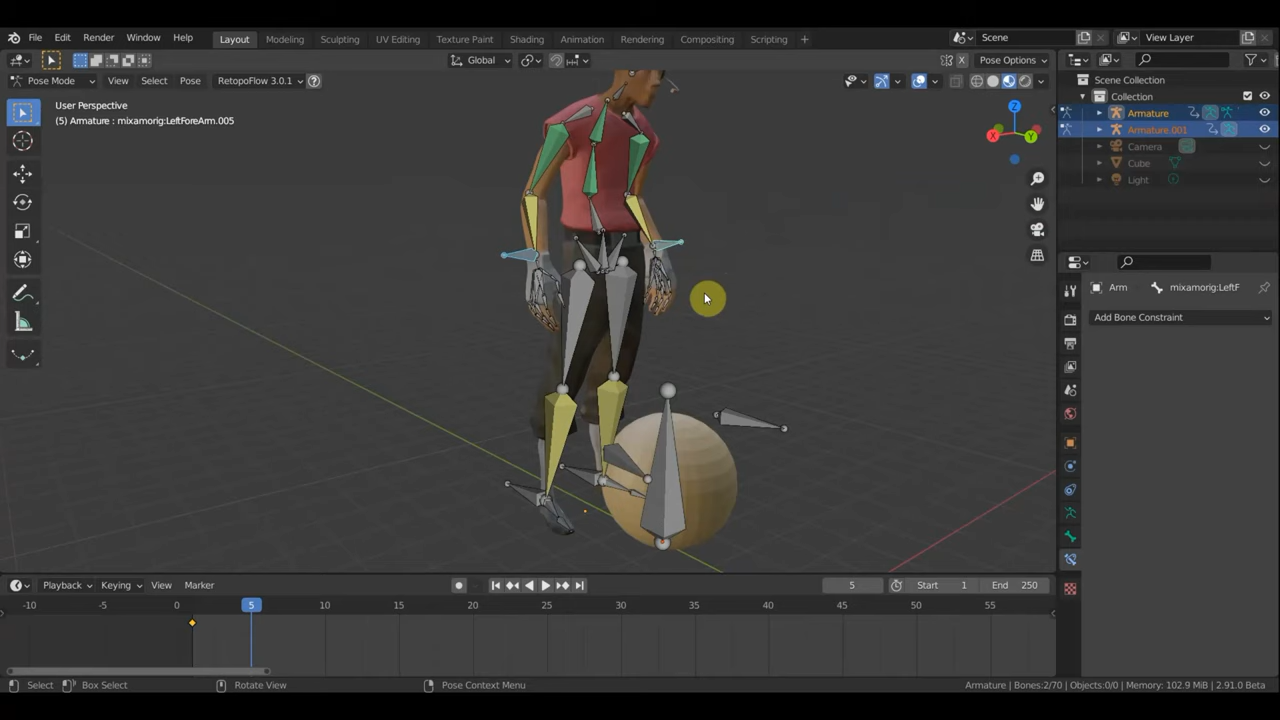 File Edit Render Window Help Layout Modeling Sculpting UV Editing Texture Paint Shading Animation Rendering Compositing Scripting + Scene View Layer
Global Pose Options
Pose Mode View Select Pose RetopoFlow 3.0.1
User Perspective
(5) Armature : mixamorig:LeftForeArm.005
Z
X Y
Scene Collection
Collection
Armature
Armature.001
Camera
Cube
Light
Arm mixamorig:LeftF
Add Bone Constraint
Playback Keying View Marker 5 Start 1 End 250
-10 -5 0 5 10 15 20 25 30 35 40 45 50 55
Select Box Select Rotate View Pose Context Menu Armature | Bones:2/70 | Objects:0/0 | Memory: 102.9 MiB | 2.91.0 Beta